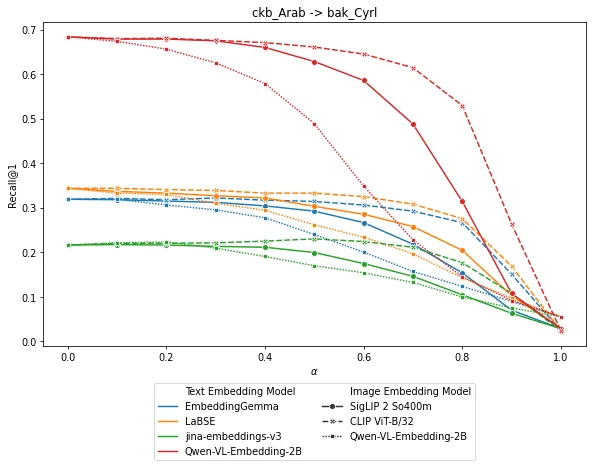 ckb_Arab -> bak_Cyrl
Recall@1
0.7
0.6
0.5
0.4
0.3
0.2
0.1
0.0
0.0 0.2 0.4 0.6 0.8 1.0
α
Text Embedding Model Image Embedding Model
EmbeddingGemma SigLIP 2 So400m
LaBSE CLIP ViT-B/32
jina-embeddings-v3 Qwen-VL-Embedding-2B
Qwen-VL-Embedding-2B